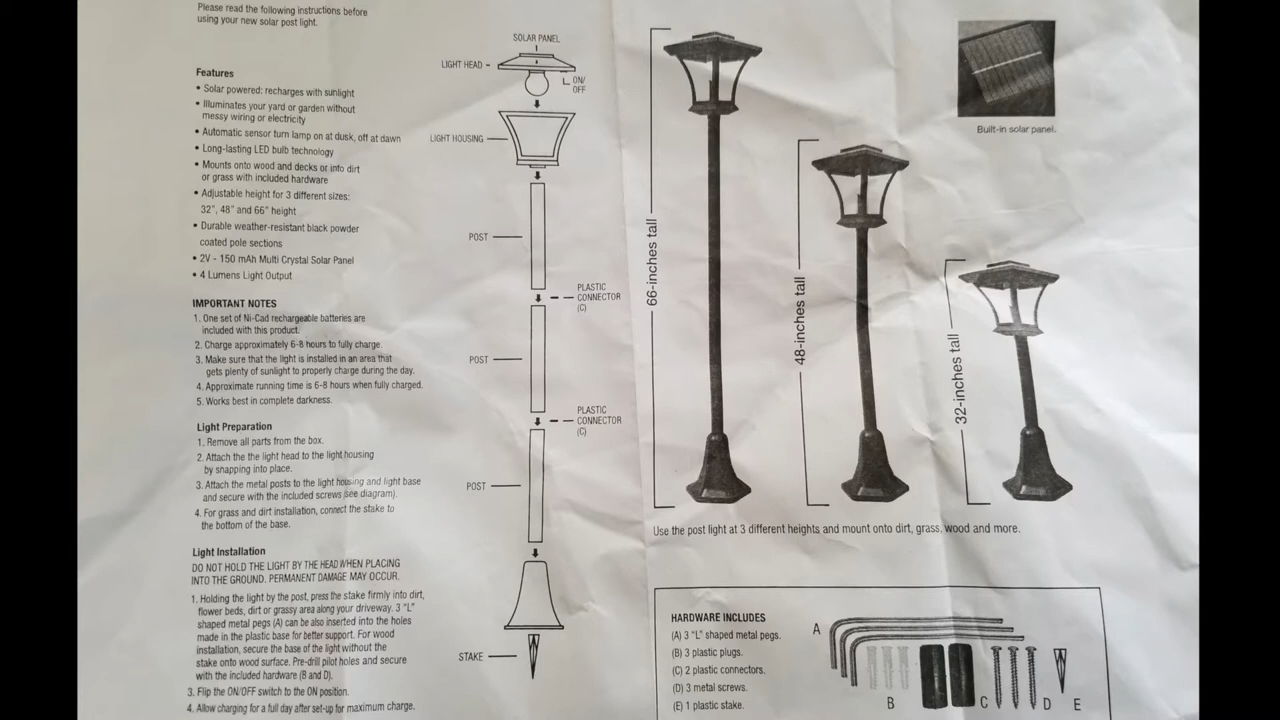 Please read the following instructions before
using your new solar post light.
Features
• Solar powered: recharges with sunlight
• Illuminates your yard or garden without
messy wiring or electricity
• Automatic sensor turn lamp on at dusk, off at dawn
• Long-lasting LED bulb technology
• Mounts onto wood and decks or into dirt
or grass with included hardware
• Adjustable height for 3 different sizes:
32", 48" and 66" height
• Durable weather-resistant black powder
coated pole sections
• 2V - 150 mAh Multi Crystal Solar Panel
• 4 Lumens Light Output
IMPORTANT NOTES
1. One set of Ni-Cad rechargeable batteries are
included with this product.
2. Charge approximately 6-8 hours to fully charge.
3. Make sure that the light is installed in an area that
gets plenty of sunlight to properly charge during the day.
4. Approximate running time is 6-8 hours when fully charged.
5. Works best in complete darkness.
Light Preparation
1. Remove all parts from the box.
2. Attach the the light head to the light housing
by snapping into place.
3. Attach the metal posts to the light housing and light base
and secure with the included screws (see diagram).
4. For grass and dirt installation, connect the stake to
the bottom of the base.
Light Installation
DO NOT HOLD THE LIGHT BY THE HEAD WHEN PLACING
INTO THE GROUND. PERMANENT DAMAGE MAY OCCUR.
1. Holding the light by the post, press the stake firmly into dirt,
flower beds, dirt or grassy area along your driveway. 3 "L"
shaped metal pegs (A) can be also inserted into the holes
made in the plastic base for better support. For wood
installation, secure the base of the light without the
stake onto wood surface. Pre-drill pilot holes and secure
with the included hardware (B and D).
3. Flip the ON/OFF switch to the ON position.
4. Allow charging for a full day after set-up for maximum charge.
SOLAR PANEL
LIGHT HEAD
ON/
OFF
LIGHT HOUSING
POST
PLASTIC
CONNECTOR
(C)
POST
PLASTIC
CONNECTOR
(C)
POST
STAKE
66-inches tall
48-inches tall
32-inches tall
Built-in solar panel.
Use the post light at 3 different heights and mount onto dirt, grass, wood and more.
HARDWARE INCLUDES
(A) 3 "L" shaped metal pegs.
(B) 3 plastic plugs.
(C) 2 plastic connectors.
(D) 3 metal screws.
(E) 1 plastic stake.
A
B
C
D
E